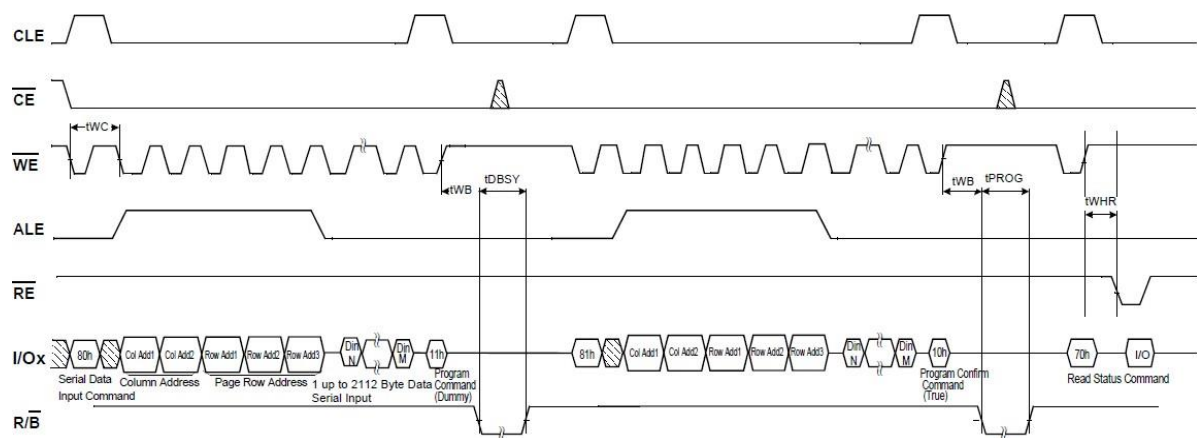 CLE
CE
tWC
WE
tWB
tDBSY
tWB
tPROG
tWHR
ALE
RE
I/Ox
80h
Col Add1
Col Add2
Row Add1
Row Add2
Row Add3
Din N
Din M
11h
81h
Col Add1
Col Add2
Row Add1
Row Add2
Row Add3
Din N
Din M
10h
70h
I/O
Serial Data
Input Command
Column Address
Page Row Address
1 up to 2112 Byte Data
Serial Input
Program
Command
(Dummy)
Program Confirm
Command
(True)
Read Status Command
R/B